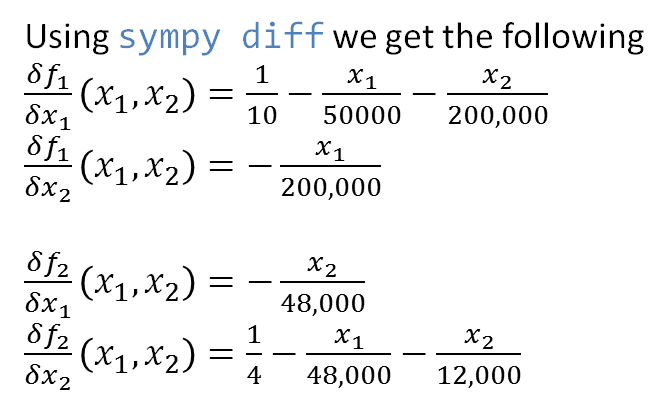 Using sympy diff we get the following
δf₁/δx₁ (x₁, x₂) = 1/10 − x₁/50000 − x₂/200,000
δf₁/δx₂ (x₁, x₂) = − x₁/200,000
δf₂/δx₁ (x₁, x₂) = − x₂/48,000
δf₂/δx₂ (x₁, x₂) = 1/4 − x₁/48,000 − x₂/12,000